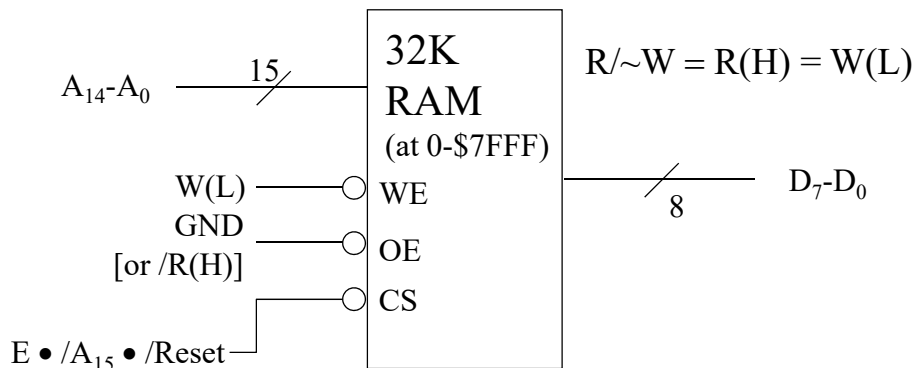 32K
RAM
(at 0-$7FFF)
R/~W = R(H) = W(L)
A₁₄-A₀
15
W(L)
WE
GND
[or /R(H)]
OE
CS
E • /A₁₅ • /Reset
D₇-D₀
8